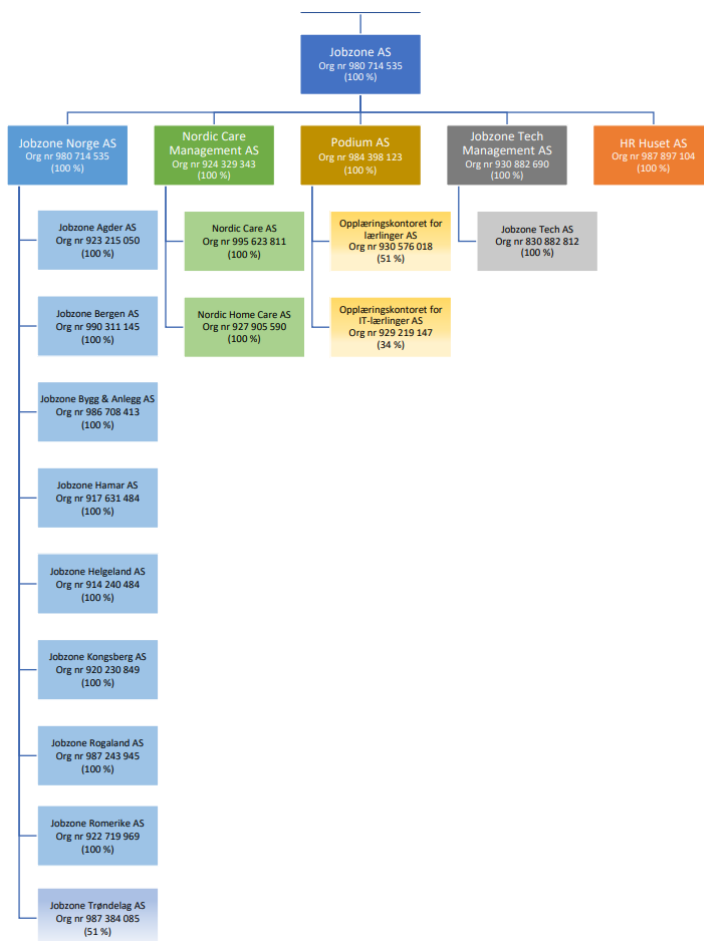 Jobzone AS
Org nr 980 714 535
(100 %)
Jobzone Norge AS
Org nr 980 714 535
(100 %)
Nordic Care
Management AS
Org nr 924 329 343
(100 %)
Podium AS
Org nr 984 398 123
(100 %)
Jobzone Tech
Management AS
Org nr 930 882 690
(100 %)
HR Huset AS
Org nr 987 897 104
(100 %)
Jobzone Agder AS
Org nr 923 215 050
(100 %)
Jobzone Bergen AS
Org nr 990 311 145
(100 %)
Jobzone Bygg & Anlegg AS
Org nr 986 708 413
(100 %)
Jobzone Hamar AS
Org nr 917 631 484
(100 %)
Jobzone Helgeland AS
Org nr 914 240 484
(100 %)
Jobzone Kongsberg AS
Org nr 920 230 849
(100 %)
Jobzone Rogaland AS
Org nr 987 243 945
(100 %)
Jobzone Romerike AS
Org nr 922 719 969
(100 %)
Jobzone Trøndelag AS
Org nr 987 384 085
(51 %)
Nordic Care AS
Org nr 995 623 811
(100 %)
Nordic Home Care AS
Org nr 927 905 590
(100 %)
Opplæringskontoret for
lærlinger AS
Org nr 930 576 018
(51 %)
Opplæringskontoret for
IT-lærlinger AS
Org nr 929 219 147
(34 %)
Jobzone Tech AS
Org nr 830 882 812
(100 %)